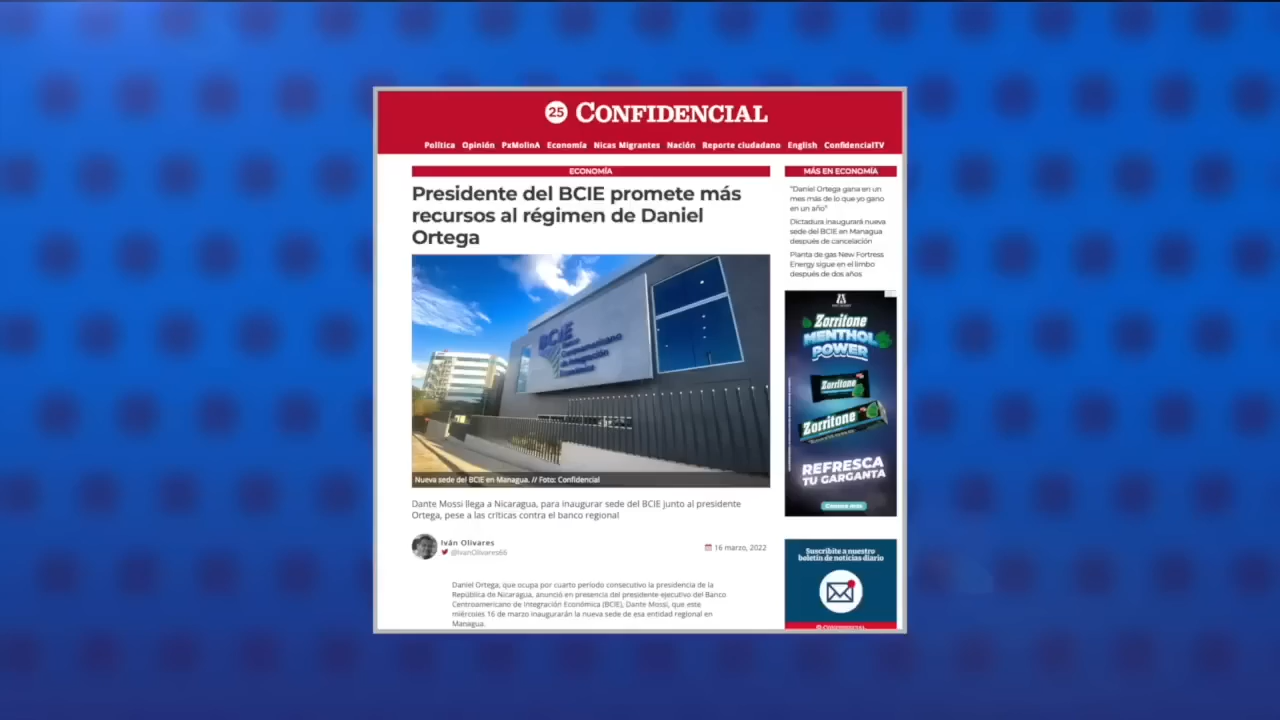 25 CONFIDENCIAL
Política Opinión PxMolinA Economía Nicas Migrantes Nación Reporte ciudadano English ConfidencialTV
ECONOMÍA
Presidente del BCIE promete más
recursos al régimen de Daniel
Ortega
BCIE
Banco
Centroamericano
de Integración
Económica
Nueva sede del BCIE en Managua. // Foto: Confidencial
Dante Mossi llega a Nicaragua, para inaugurar sede del BCIE junto al presidente
Ortega, pese a las críticas contra el banco regional
Iván Olivares
@IvanOlivares66
16 marzo, 2022
Daniel Ortega, que ocupa por cuarto período consecutivo la presidencia de la
República de Nicaragua, anunció en presencia del presidente ejecutivo del Banco
Centroamericano de Integración Económica (BCIE), Dante Mossi, que este
miércoles 16 de marzo inaugurarán la nueva sede de esa entidad regional en
Managua.
MÁS EN ECONOMÍA
"Daniel Ortega gana en un
mes más de lo que yo gano
en un año"
Dictadura inaugurará nueva
sede del BCIE en Managua
después de cancelación
Planta de gas New Fortress
Energy sigue en el limbo
después de dos años
Zorritone
MENTHOL
POWER
Zorritone
Zorritone
REFRESCA
TU GARGANTA
Suscribite a nuestro
boletín de noticias diario
CONFIDENCIAL